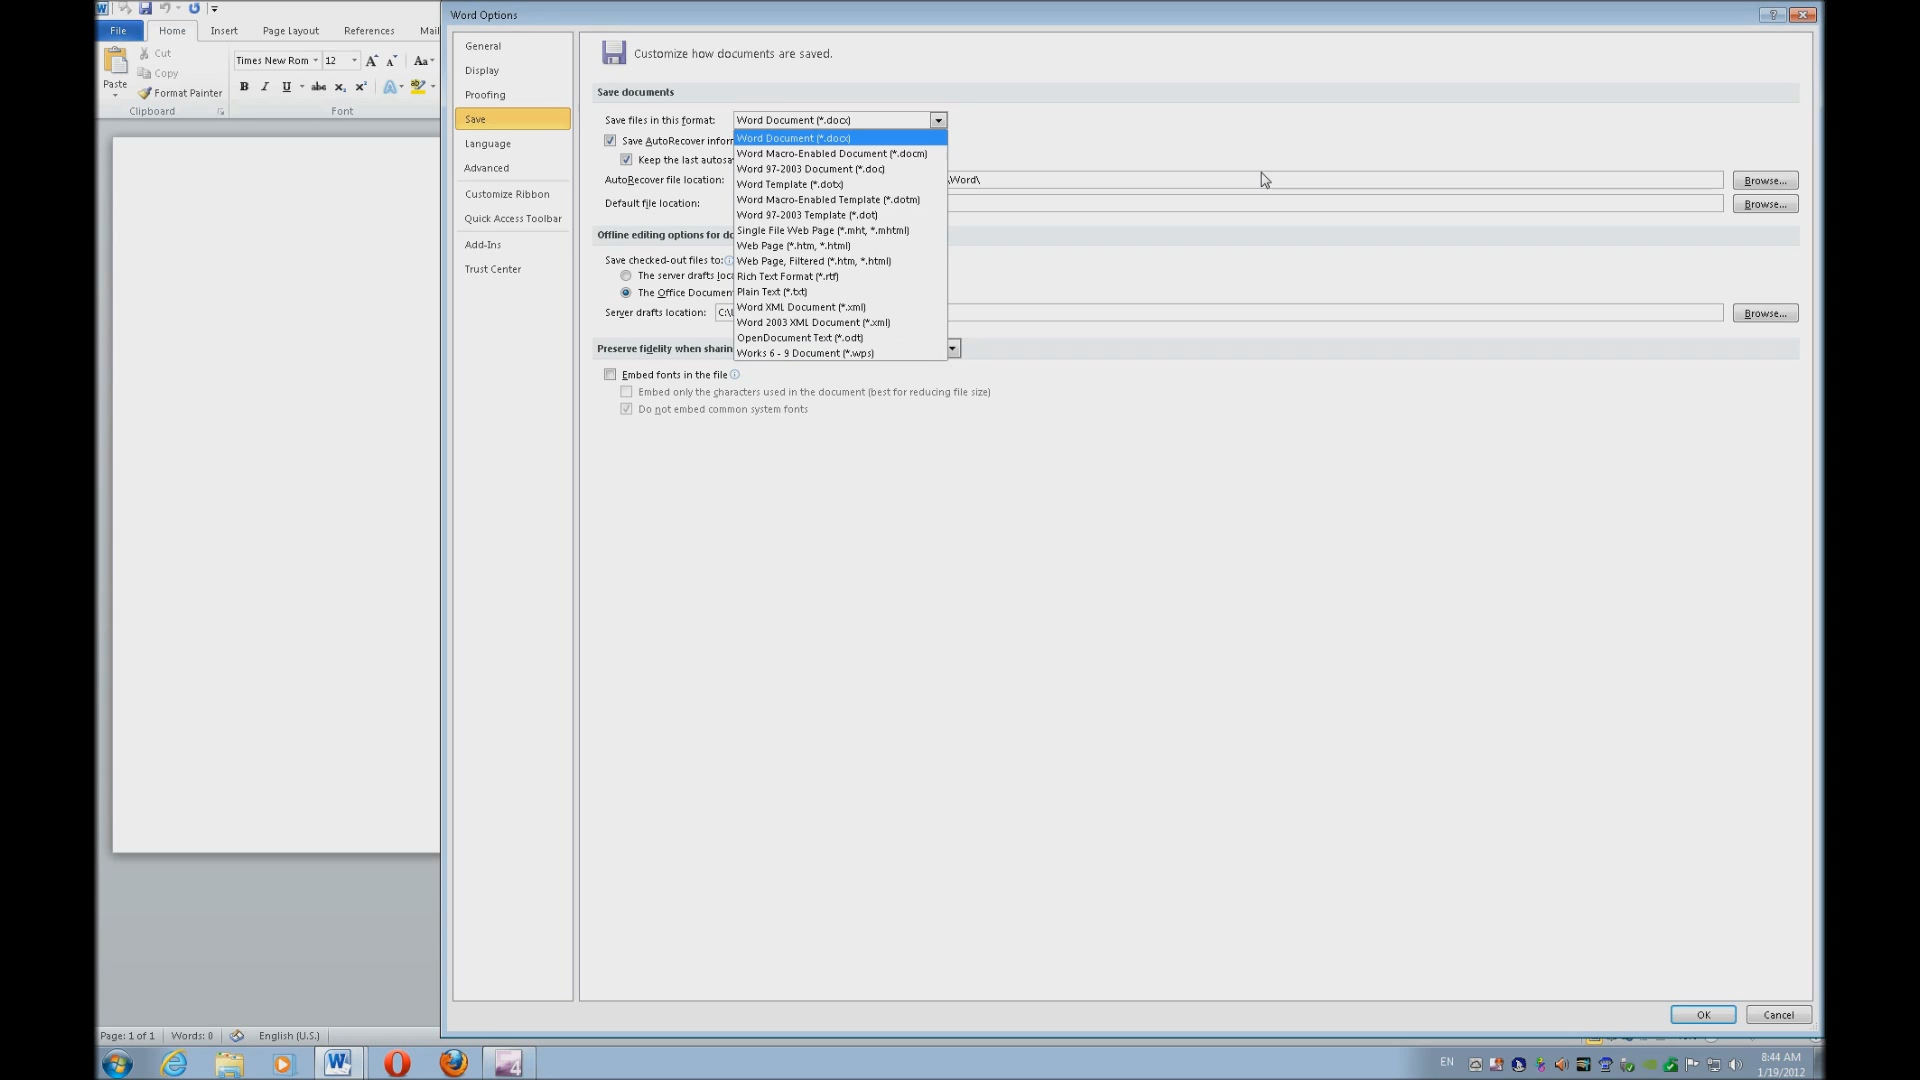 Word Options
File Home Insert Page Layout References Mail
Cut
Copy
Paste
Format Painter
Clipboard
Times New Rom 12
Aa
B I U abc x₂ x²
Font
General
Display
Proofing
Save
Language
Advanced
Customize Ribbon
Quick Access Toolbar
Add-Ins
Trust Center
Customize how documents are saved.
Save documents
Save files in this format: Word Document (*.docx)
Word Document (*.docx)
Word Macro-Enabled Document (*.docm)
Word 97-2003 Document (*.doc)
Word Template (*.dotx)
Word Macro-Enabled Template (*.dotm)
Word 97-2003 Template (*.dot)
Single File Web Page (*.mht, *.mhtml)
Web Page (*.htm, *.html)
Web Page, Filtered (*.htm, *.html)
Rich Text Format (*.rtf)
Plain Text (*.txt)
Word XML Document (*.xml)
Word 2003 XML Document (*.xml)
OpenDocument Text (*.odt)
Works 6 - 9 Document (*.wps)
Save AutoRecover inforr
Keep the last autosa
AutoRecover file location: \Word\ Browse...
Default file location: Browse...
Offline editing options for do
Save checked-out files to:
The server drafts loca
The Office Documen
Server drafts location: C:\ Browse...
Preserve fidelity when sharin
Embed fonts in the file
Embed only the characters used in the document (best for reducing file size)
Do not embed common system fonts
OK Cancel
Page: 1 of 1 Words: 0 English (U.S.)
EN
8:44 AM
1/19/2012